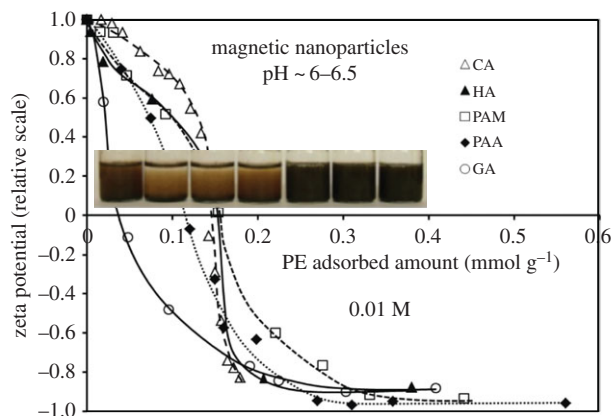 1.0
0.8
0.6
0.4
0.2
0
−0.2
−0.4
−0.6
−0.8
−1.0
zeta potential (relative scale)
magnetic nanoparticles
pH ~ 6–6.5
CA
HA
PAM
PAA
GA
0 0.1 0.2 0.3 0.4 0.5 0.6
PE adsorbed amount (mmol g⁻¹)
0.01 M